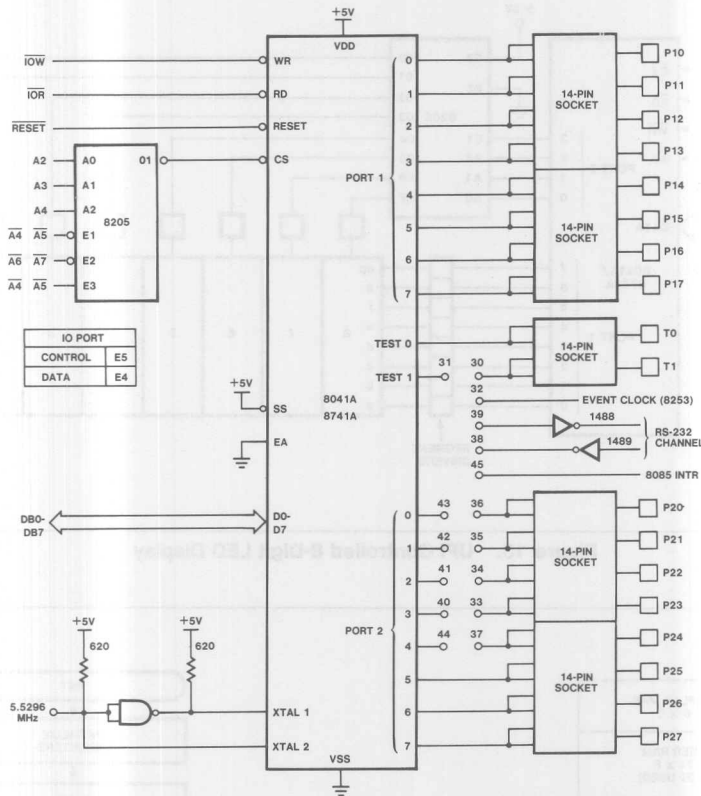 +5V
VDD
IOW
WR
IOR
RD
RESET
RESET
A2
A0
01
CS
A3
A1
A4
A2
8205
A4 A5
E1
A6 A7
E2
A4 A5
E3
IO PORT
CONTROL E5
DATA E4
+5V
SS
EA
8041A
8741A
DB0-
DB7
D0-
D7
+5V
+5V
620
620
5.5296
MHz
XTAL 1
XTAL 2
VSS
PORT 1
0
1
2
3
4
5
6
7
14-PIN
SOCKET
14-PIN
SOCKET
P10
P11
P12
P13
P14
P15
P16
P17
TEST 0
TEST 1
31
30
14-PIN
SOCKET
T0
T1
32
EVENT CLOCK (8253)
39
1488
38
1489
RS-232
CHANNEL
45
8085 INTR
PORT 2
0
1
2
3
4
5
6
7
43
36
42
35
41
34
40
33
44
37
14-PIN
SOCKET
14-PIN
SOCKET
P20
P21
P22
P23
P24
P25
P26
P27